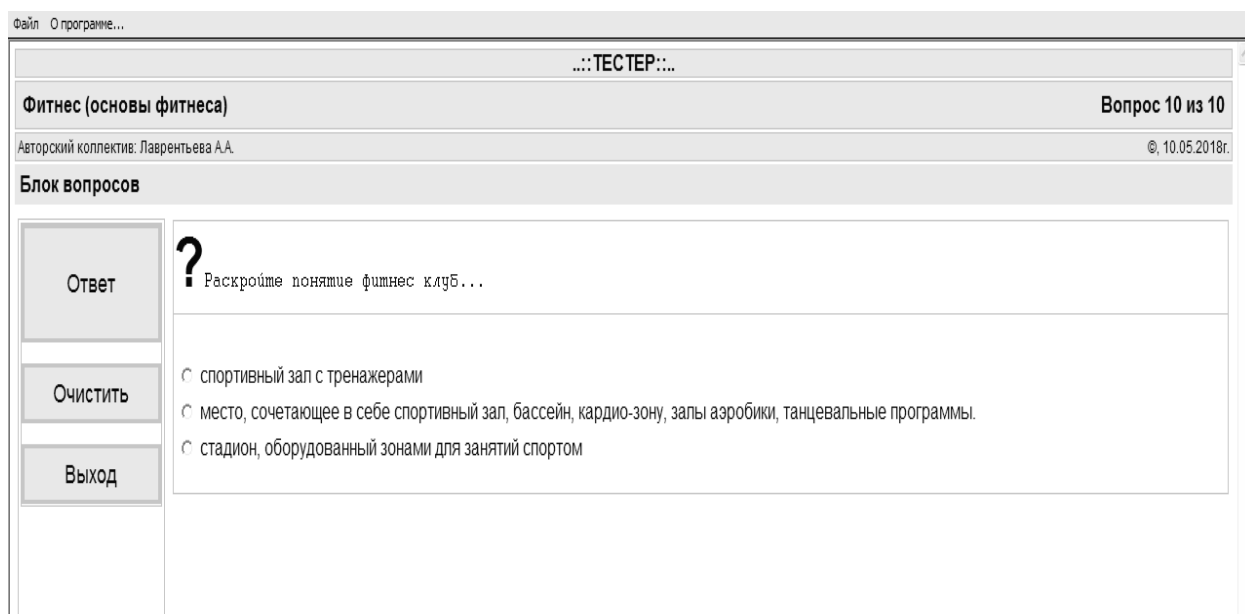 Файл О программе...
..::ТЕСТЕР::..
Фитнес (основы фитнеса) Вопрос 10 из 10
Авторский коллектив: Лаврентьева А.А. ©, 10.05.2018г.
Блок вопросов
Ответ
Очистить
Выход
? Раскройте понятие фитнес клуб...
спортивный зал с тренажерами
место, сочетающее в себе спортивный зал, бассейн, кардио-зону, залы аэробики, танцевальные программы.
стадион, оборудованный зонами для занятий спортом